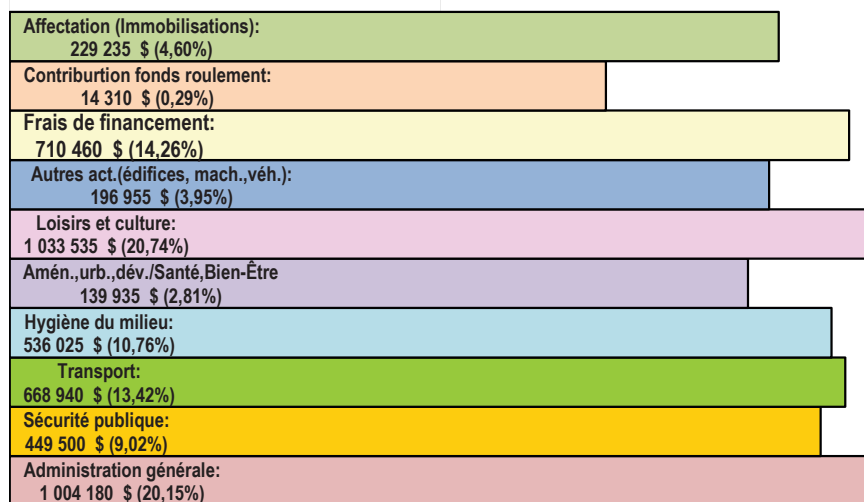 Affectation (Immobilisations):
229 235 $ (4,60%)
Contriburtion fonds roulement:
14 310 $ (0,29%)
Frais de financement:
710 460 $ (14,26%)
Autres act.(édifices, mach.,véh.):
196 955 $ (3,95%)
Loisirs et culture:
1 033 535 $ (20,74%)
Amén.,urb.,dév./Santé,Bien-Être
139 935 $ (2,81%)
Hygiène du milieu:
536 025 $ (10,76%)
Transport:
668 940 $ (13,42%)
Sécurité publique:
449 500 $ (9,02%)
Administration générale:
1 004 180 $ (20,15%)